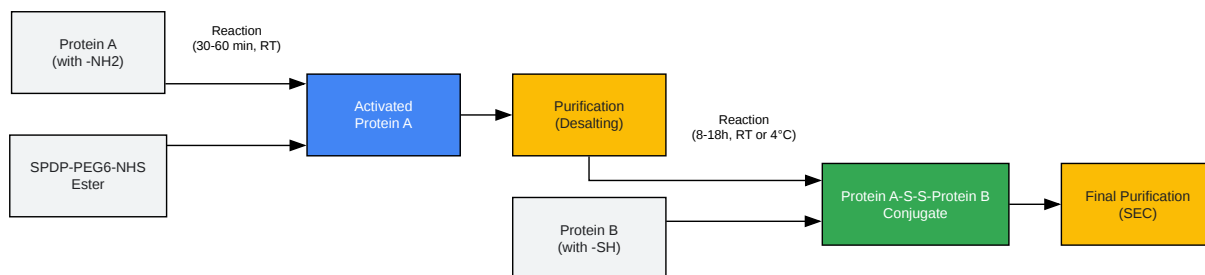 Protein A
(with -NH2)
Reaction
(30-60 min, RT)
SPDP-PEG6-NHS
Ester
Activated
Protein A
Purification
(Desalting)
Reaction
(8-18h, RT or 4°C)
Protein B
(with -SH)
Protein A-S-S-Protein B
Conjugate
Final Purification
(SEC)